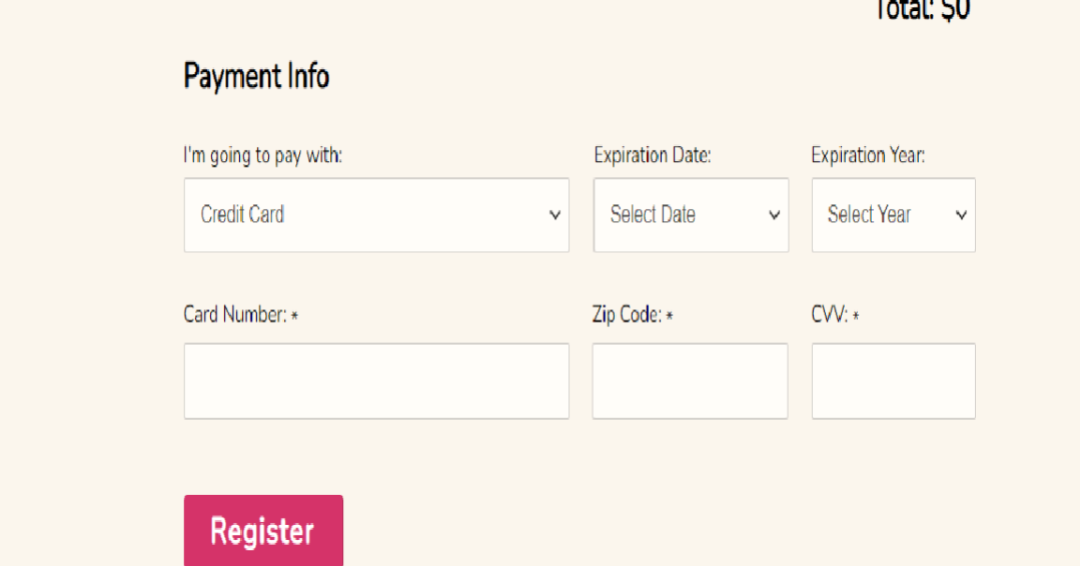 Total: $0
Payment Info
I'm going to pay with: Expiration Date: Expiration Year:
Credit Card Select Date Select Year
Card Number: * Zip Code: * CVV: *
Register